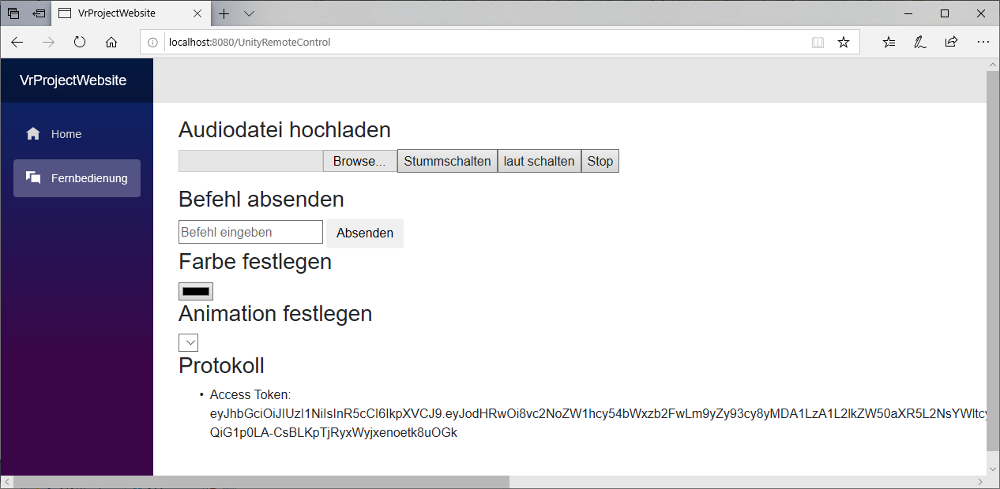 VrProjectWebsite
localhost:8080/UnityRemoteControl
VrProjectWebsite
Home
Fernbedienung
Audiodatei hochladen
Browse... Stummschalten laut schalten Stop
Befehl absenden
Befehl eingeben Absenden
Farbe festlegen
Animation festlegen
Protokoll
• Access Token:
eyJhbGciOiJIUzI1NiIsInR5cCI6IkpXVCJ9.eyJodHRwOi8vc2NoZW1hcy54bWxzb2FwLm9yZy93cy8yMDA1LzA1L2lkZW50aXR5L2NsYWltcy
QiG1p0LA-CsBLKpTjRyxWyjxenoetk8uOGk